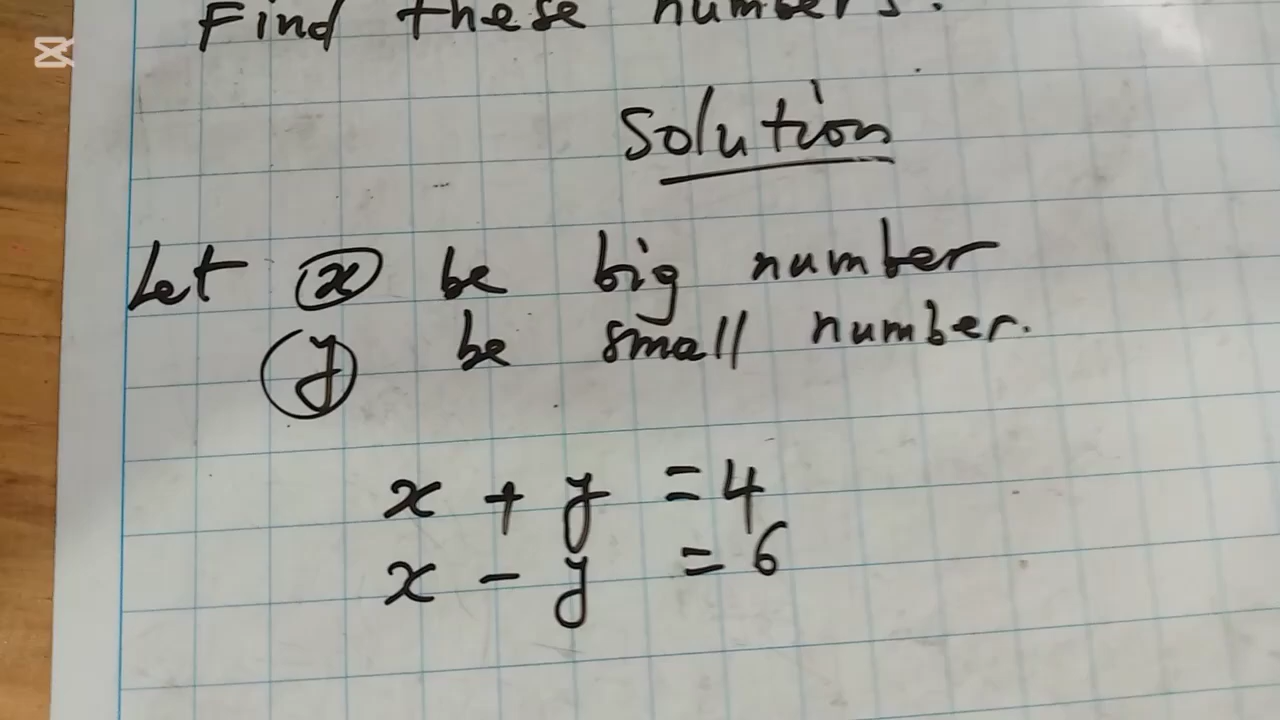 Find these numbers.
Solution
Let x be big number
y be small number.
x + y = 4
x - y = 6